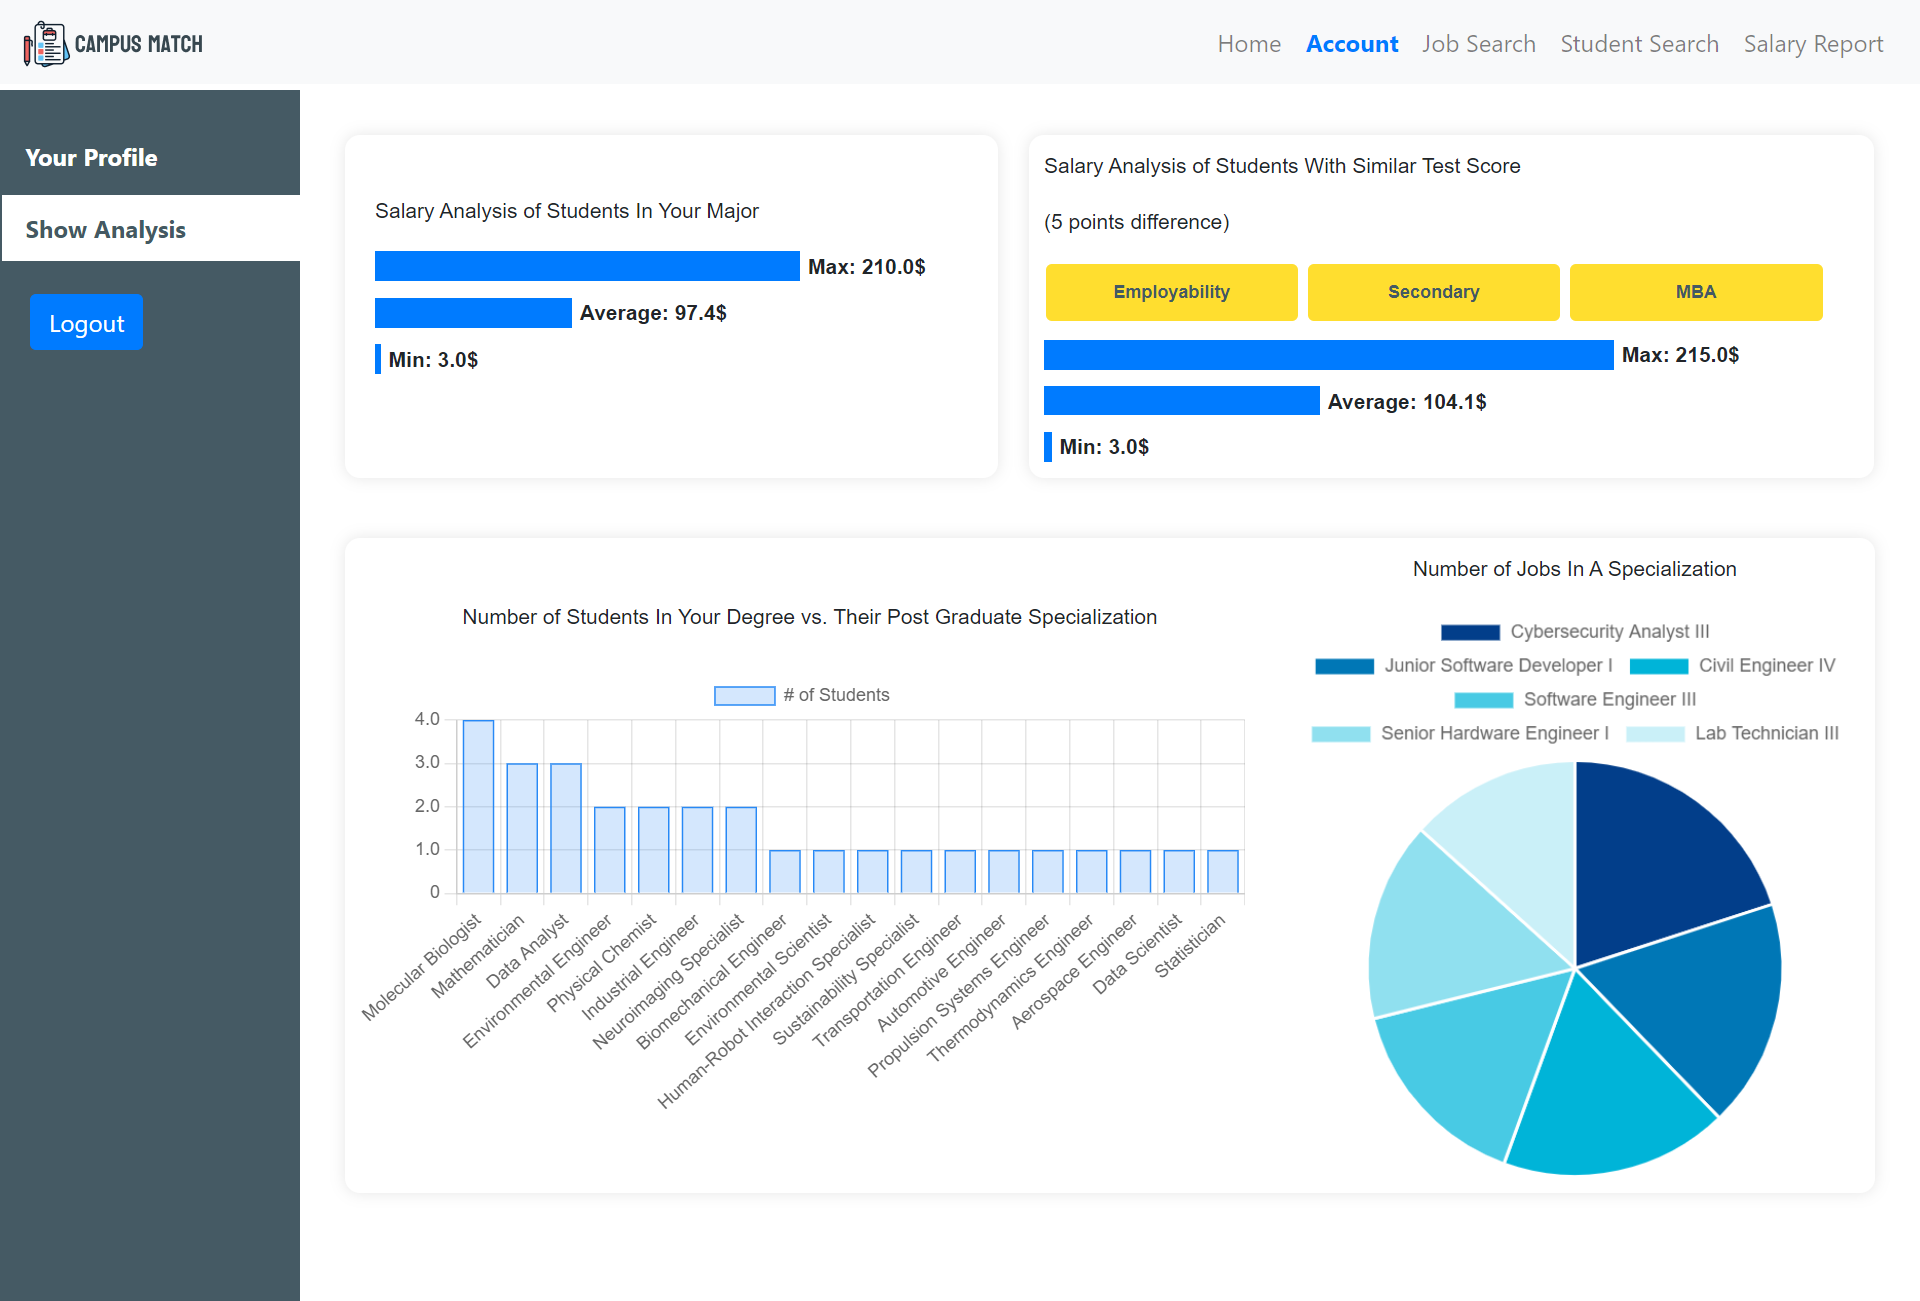 CAMPUS MATCH
Home Account Job Search Student Search Salary Report
Your Profile
Show Analysis
Logout
Salary Analysis of Students In Your Major
Max: 210.0$
Average: 97.4$
Min: 3.0$
Salary Analysis of Students With Similar Test Score
(5 points difference)
Employability Secondary MBA
Max: 215.0$
Average: 104.1$
Min: 3.0$
Number of Students In Your Degree vs. Their Post Graduate Specialization
# of Students
4.0
3.0
2.0
1.0
0
Molecular Biologist
Mathematician
Data Analyst
Environmental Engineer
Physical Chemist
Industrial Engineer
Neuroimaging Specialist
Biomechanical Engineer
Environmental Scientist
Human-Robot Interaction Specialist
Sustainability Specialist
Transportation Engineer
Automotive Engineer
Propulsion Systems Engineer
Thermodynamics Engineer
Aerospace Engineer
Data Scientist
Statistician
Number of Jobs In A Specialization
Cybersecurity Analyst III
Junior Software Developer I Civil Engineer IV
Software Engineer III
Senior Hardware Engineer I Lab Technician III